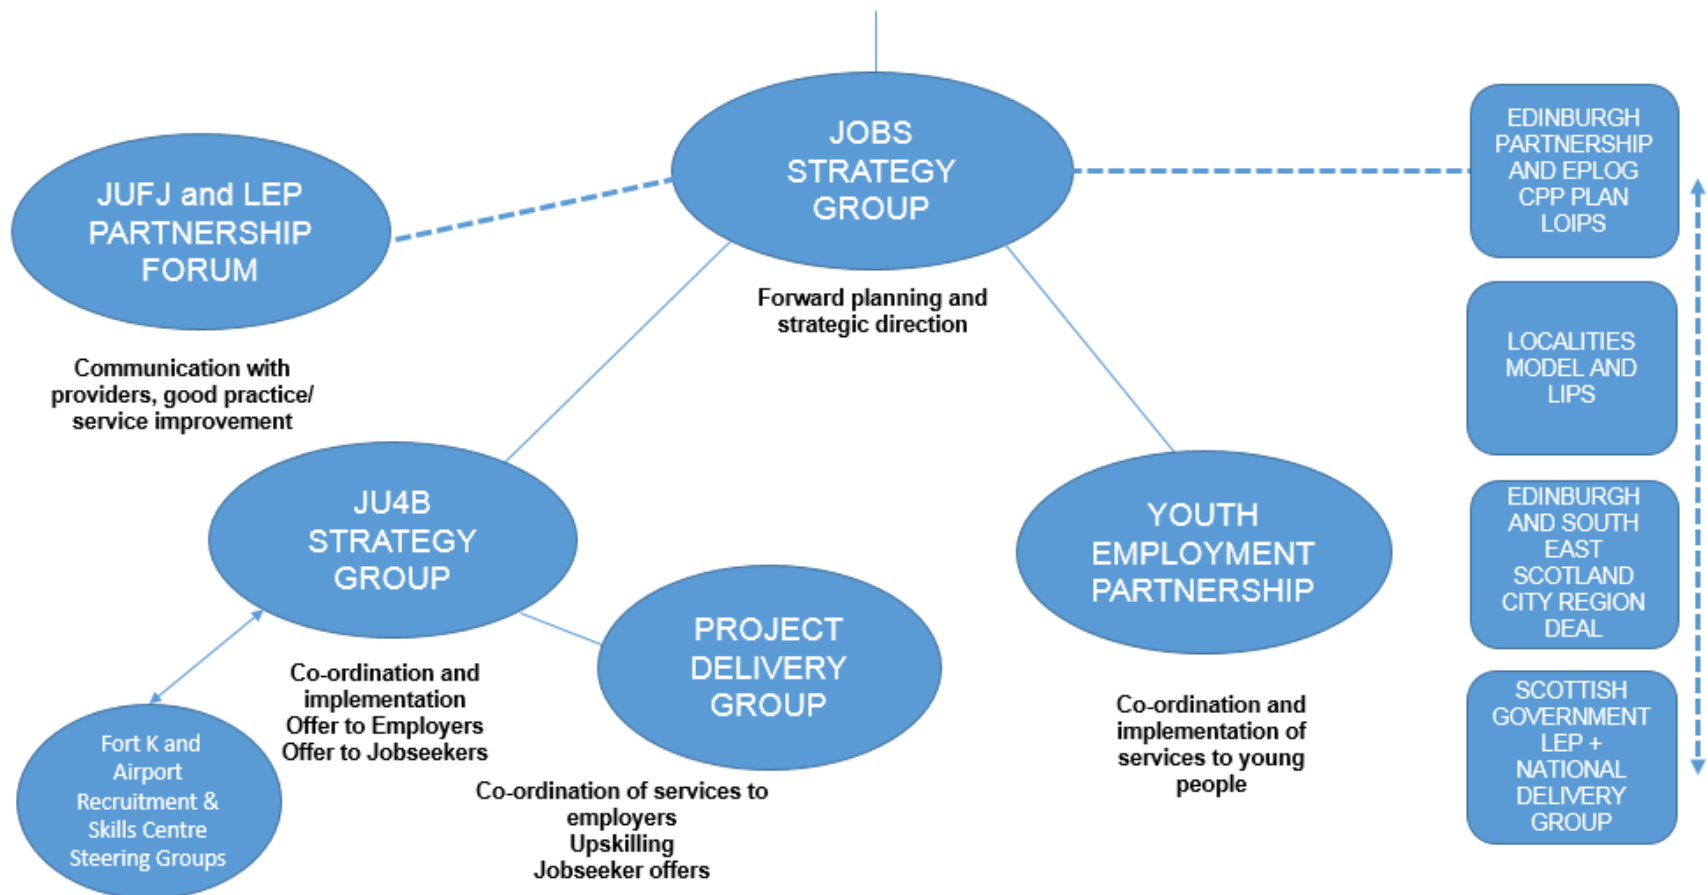 JOBS
STRATEGY
GROUP
Forward planning and
strategic direction
JUFJ and LEP
PARTNERSHIP
FORUM
Communication with
providers, good practice/
service improvement
JU4B
STRATEGY
GROUP
Co-ordination and
implementation
Offer to Employers
Offer to Jobseekers
PROJECT
DELIVERY
GROUP
Co-ordination of services to
employers
Upskilling
Jobseeker offers
Fort K and
Airport
Recruitment &
Skills Centre
Steering Groups
YOUTH
EMPLOYMENT
PARTNERSHIP
Co-ordination and
implementation of
services to young
people
EDINBURGH
PARTNERSHIP
AND EPLOG
CPP PLAN
LOIPS
LOCALITIES
MODEL AND
LIPS
EDINBURGH
AND SOUTH
EAST
SCOTLAND
CITY REGION
DEAL
SCOTTISH
GOVERNMENT
LEP +
NATIONAL
DELIVERY
GROUP